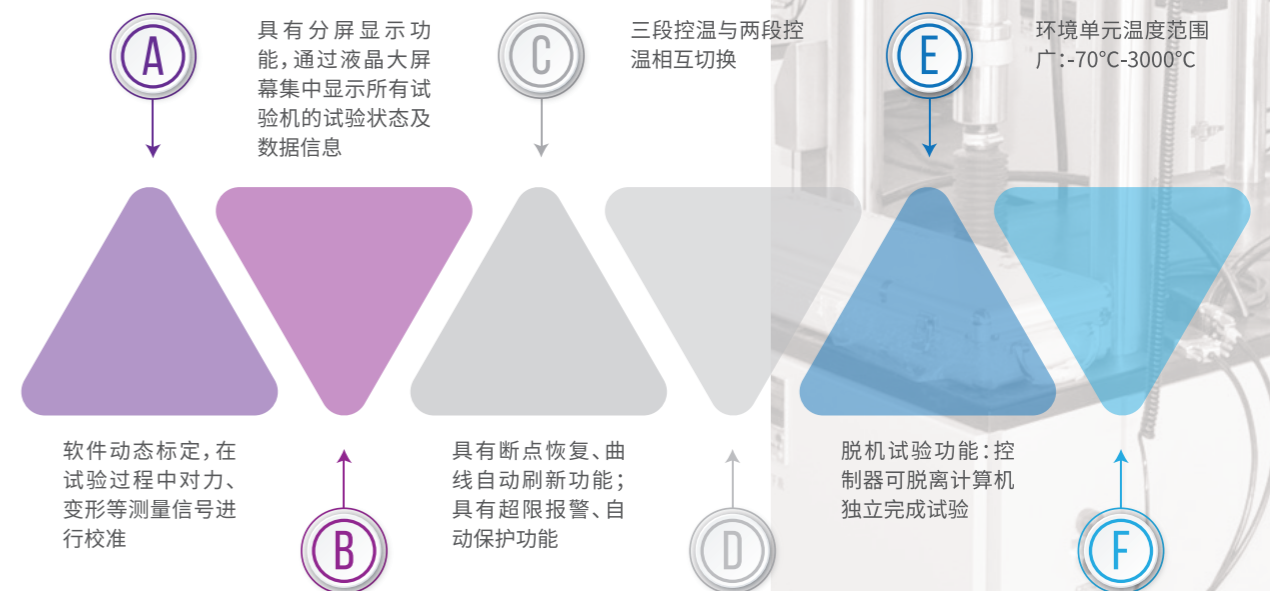 A
具有分屏显示功
能，通过液晶大屏
幕集中显示所有试
验机的试验状态及
数据信息
C
三段控温与两段控
温相互切换
E
环境单元温度范围
广：-70℃-3000℃
软件动态标定，在
试验过程中对力、
变形等测量信号进
行校准
B
具有断点恢复、曲
线自动刷新功能；
具有超限报警、自
动保护功能
D
脱机试验功能：控
制器可脱离计算机
独立完成试验
F